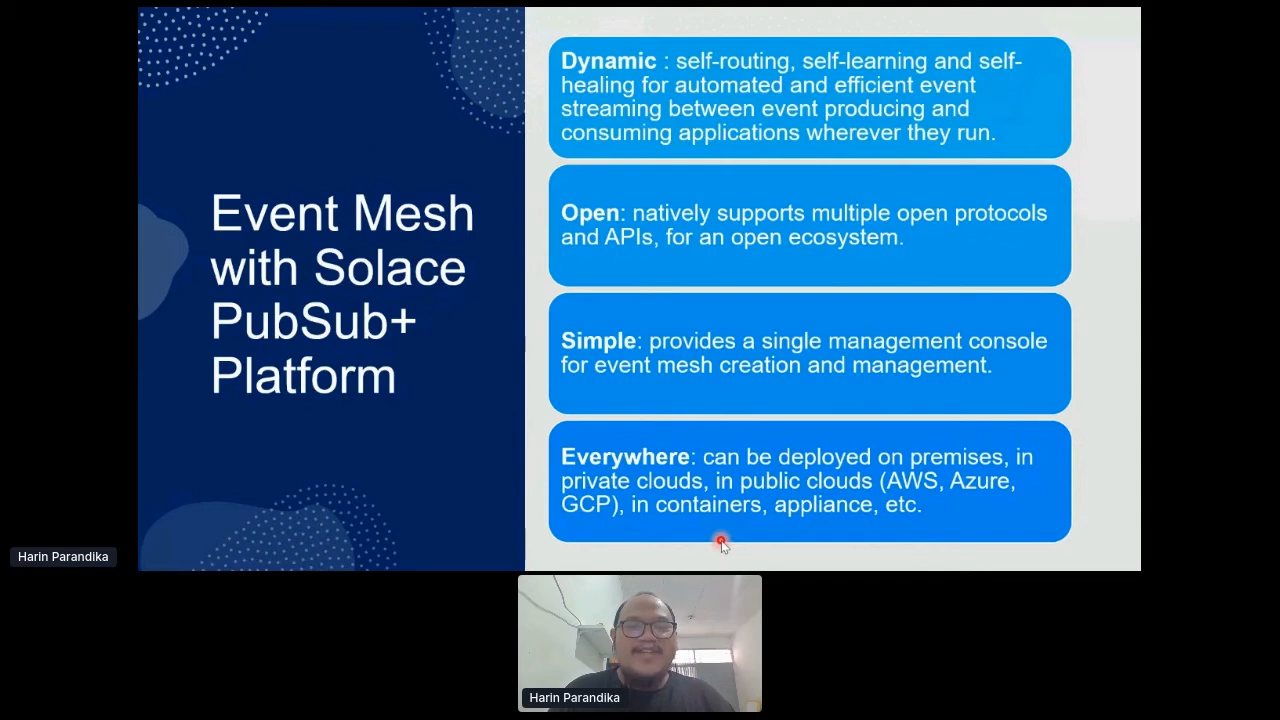 Event Mesh
with Solace
PubSub+
Platform
Dynamic : self-routing, self-learning and self-
healing for automated and efficient event
streaming between event producing and
consuming applications wherever they run.
Open: natively supports multiple open protocols
and APIs, for an open ecosystem.
Simple: provides a single management console
for event mesh creation and management.
Everywhere: can be deployed on premises, in
private clouds, in public clouds (AWS, Azure,
GCP), in containers, appliance, etc.
Harin Parandika
Harin Parandika